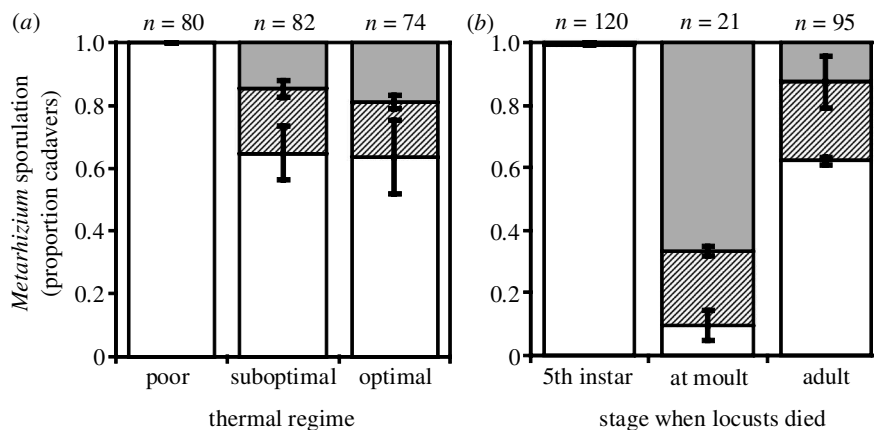 (a) n = 80 n = 82 n = 74
Metarhizium sporulation
(proportion cadavers)
1.0
0.8
0.6
0.4
0.2
0
poor suboptimal optimal
thermal regime
(b) n = 120 n = 21 n = 95
1.0
0.8
0.6
0.4
0.2
0
5th instar at moult adult
stage when locusts died